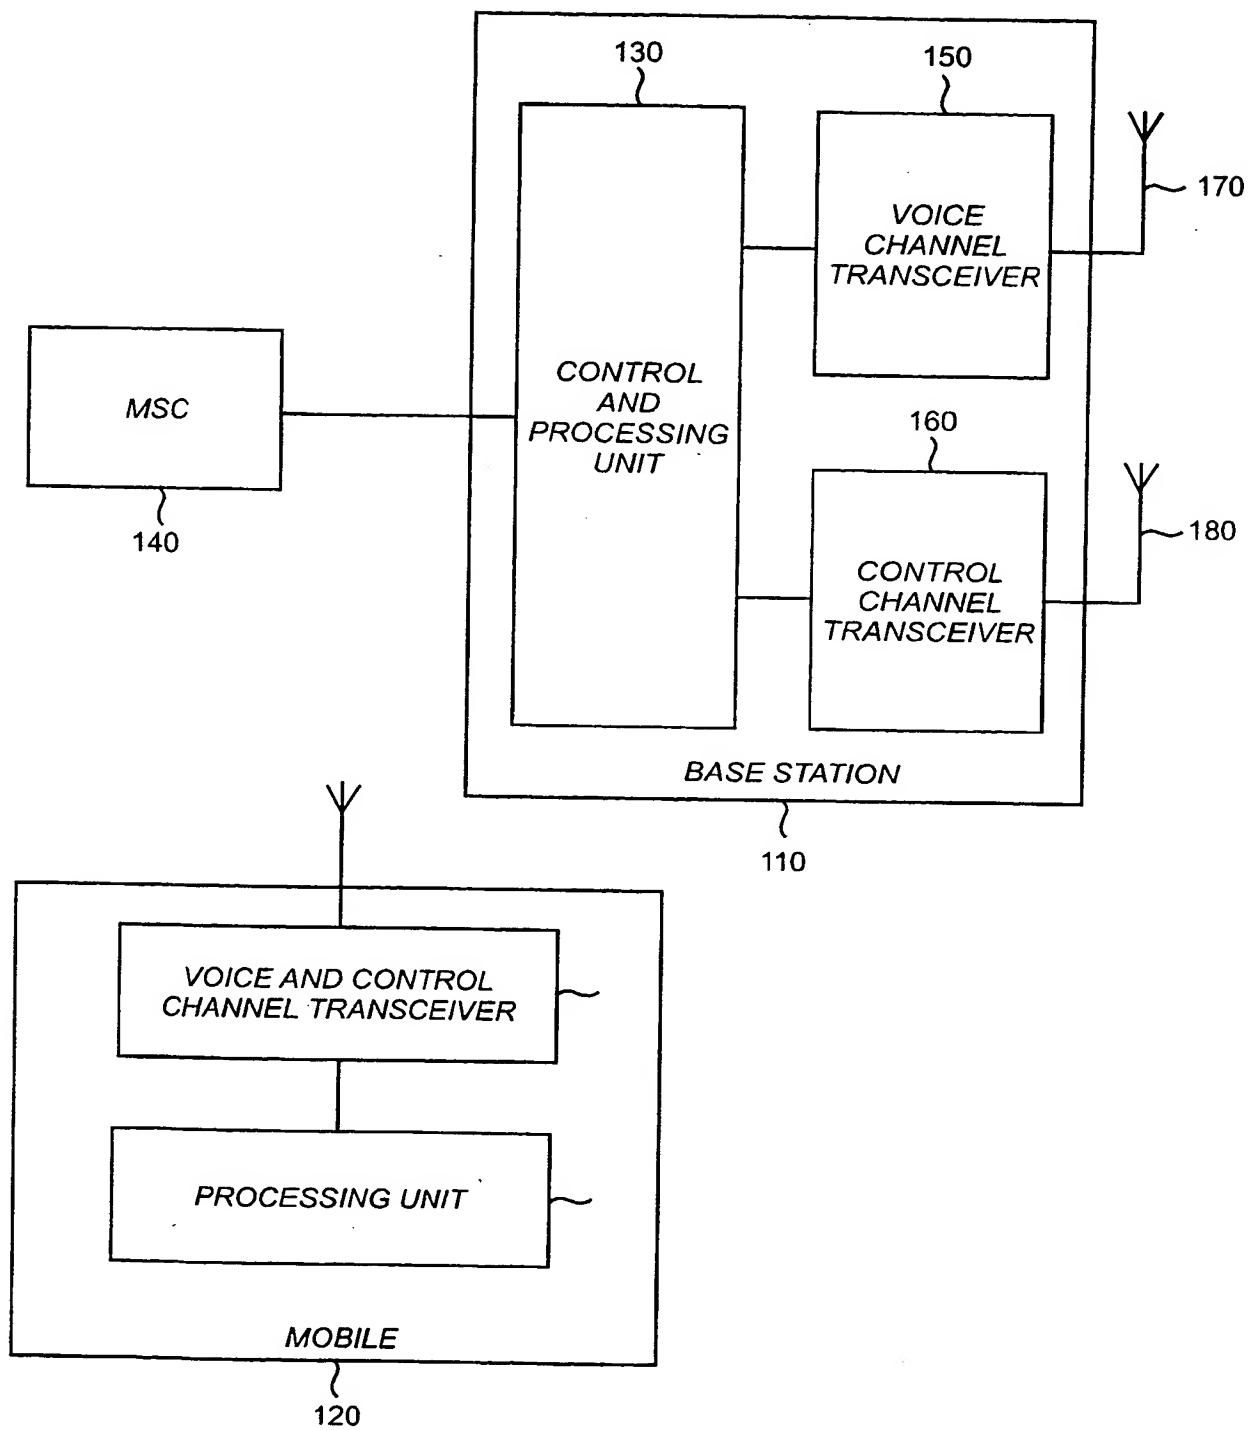 130
150
170
VOICE
CHANNEL
TRANSCEIVER
MSC
140
CONTROL
AND
PROCESSING
UNIT
160
180
CONTROL
CHANNEL
TRANSCEIVER
BASE STATION
110
VOICE AND CONTROL
CHANNEL TRANSCEIVER
PROCESSING UNIT
MOBILE
120